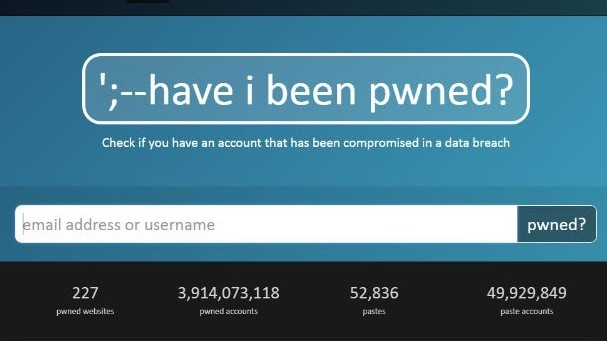 ';--have i been pwned?
Check if you have an account that has been compromised in a data breach
email address or username
pwned?
227
3,914,073,118
52,836
49,929,849
pwned websites
pwned accounts
pastes
paste accounts